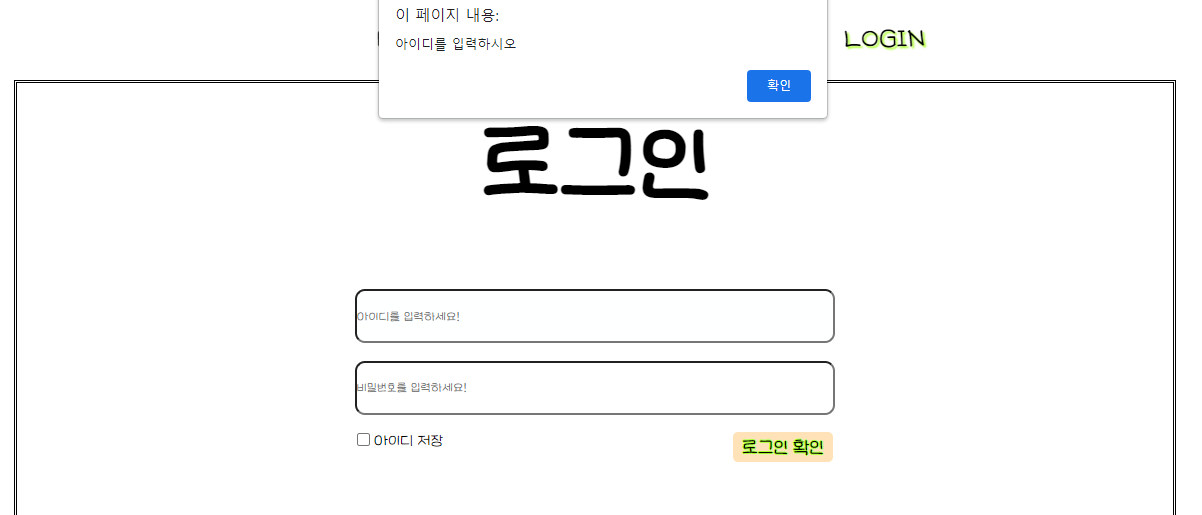 이 페이지 내용:
아이디를 입력하시오
확인
LOGIN
로그인
아이디를 입력하세요!
비밀번호를 입력하세요!
아이디 저장
로그인 확인